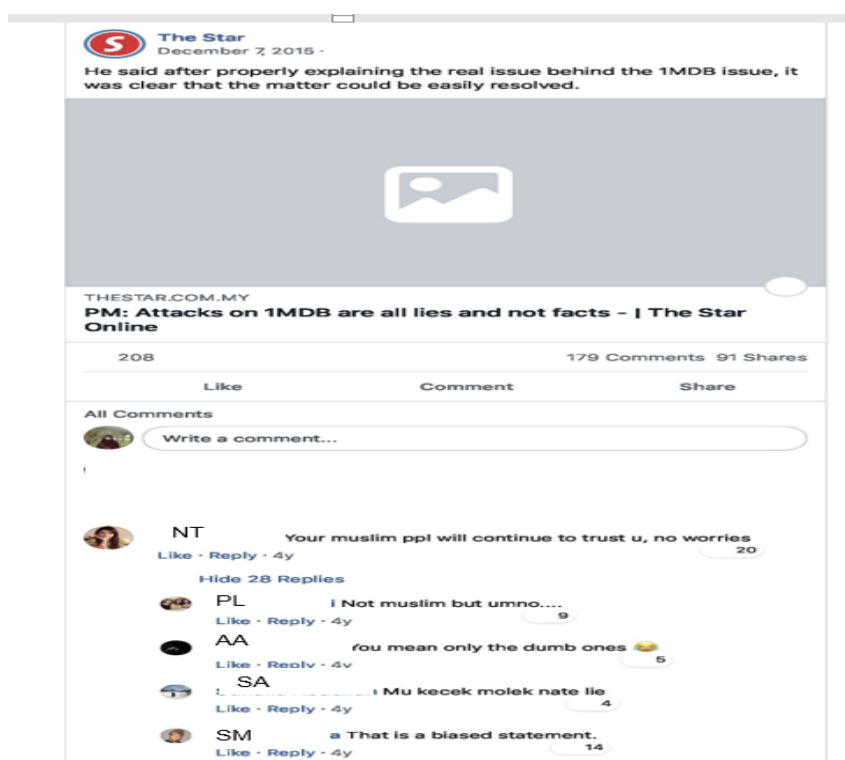 The Star
December 7, 2015 ·
He said after properly explaining the real issue behind the 1MDB issue, it
was clear that the matter could be easily resolved.
THESTAR.COM.MY
PM: Attacks on 1MDB are all lies and not facts - | The Star
Online
208 179 Comments 91 Shares
Like Comment Share
All Comments
Write a comment...
NT Your muslim ppl will continue to trust u, no worries
20
Like · Reply · 4y
Hide 28 Replies
PL i Not muslim but umno....
9
Like · Reply · 4y
AA You mean only the dumb ones 😂
5
Like · Reply · 4y
SA Mu kecek molek nate lie
4
Like · Reply · 4y
SM a That is a biased statement.
14
Like · Reply · 4y